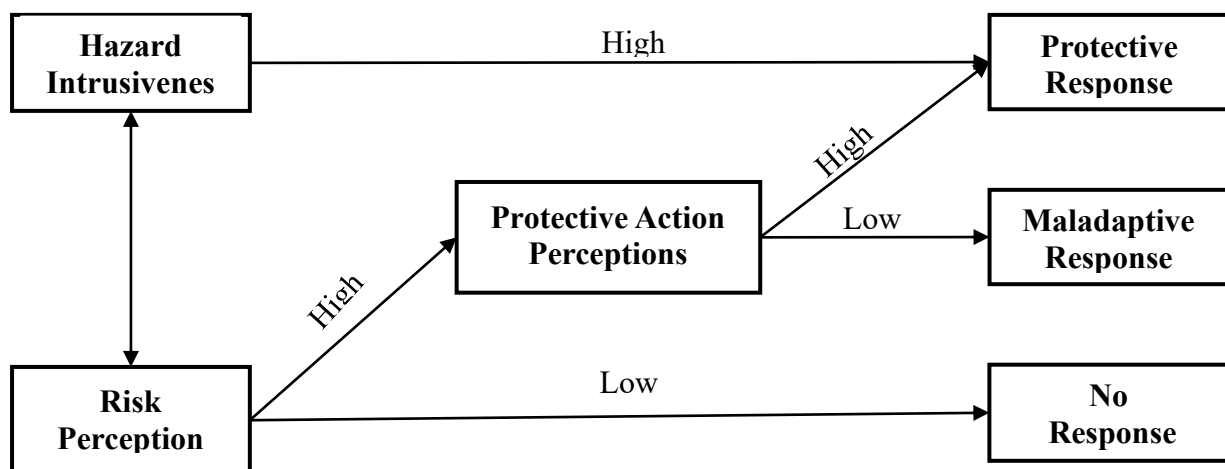 Hazard
Intrusivenes
High
Protective
Response
High
Protective Action
Perceptions
Low
Maladaptive
Response
High
Risk
Perception
Low
No
Response